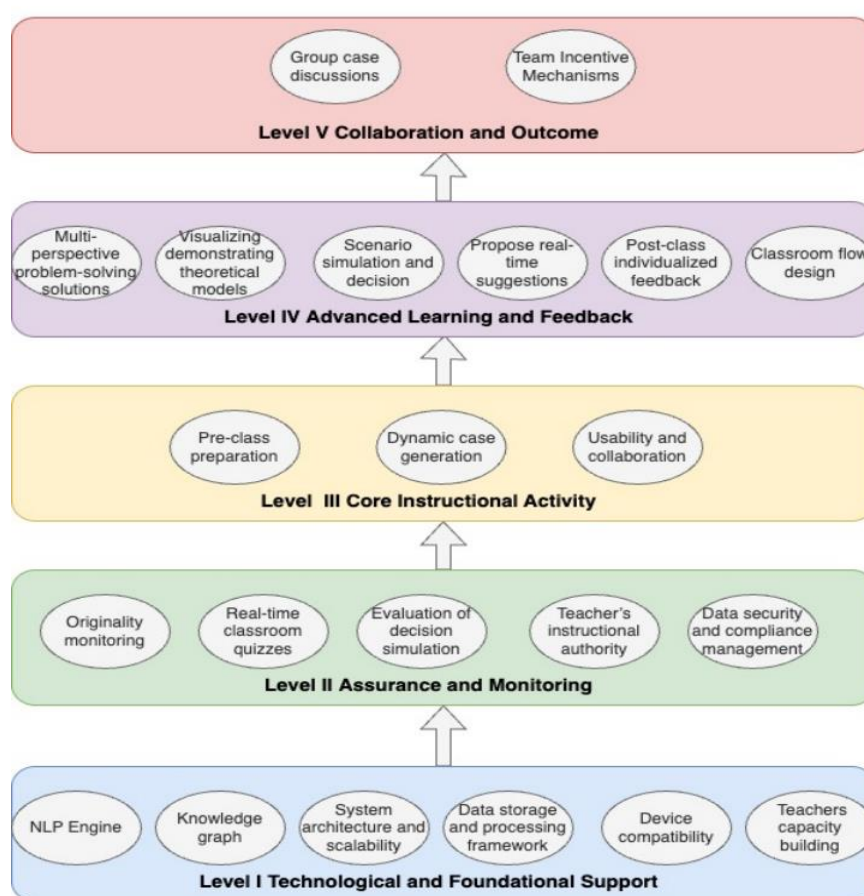 Group case
discussions
Team Incentive
Mechanisms
Level V Collaboration and Outcome
Multi-
perspective
problem-solving
solutions
Visualizing
demonstrating
theoretical
models
Scenario
simulation and
decision
Propose real-
time
suggestions
Post-class
individualized
feedback
Classroom flow
design
Level IV Advanced Learning and Feedback
Pre-class
preparation
Dynamic case
generation
Usability and
collaboration
Level III Core Instructional Activity
Originality
monitoring
Real-time
classroom
quizzes
Evaluation of
decision
simulation
Teacher's
instructional
authority
Data security
and compliance
management
Level II Assurance and Monitoring
NLP Engine
Knowledge
graph
System
architecture and
scalability
Data storage
and processing
framework
Device
compatibility
Teachers
capacity
building
Level I Technological and Foundational Support